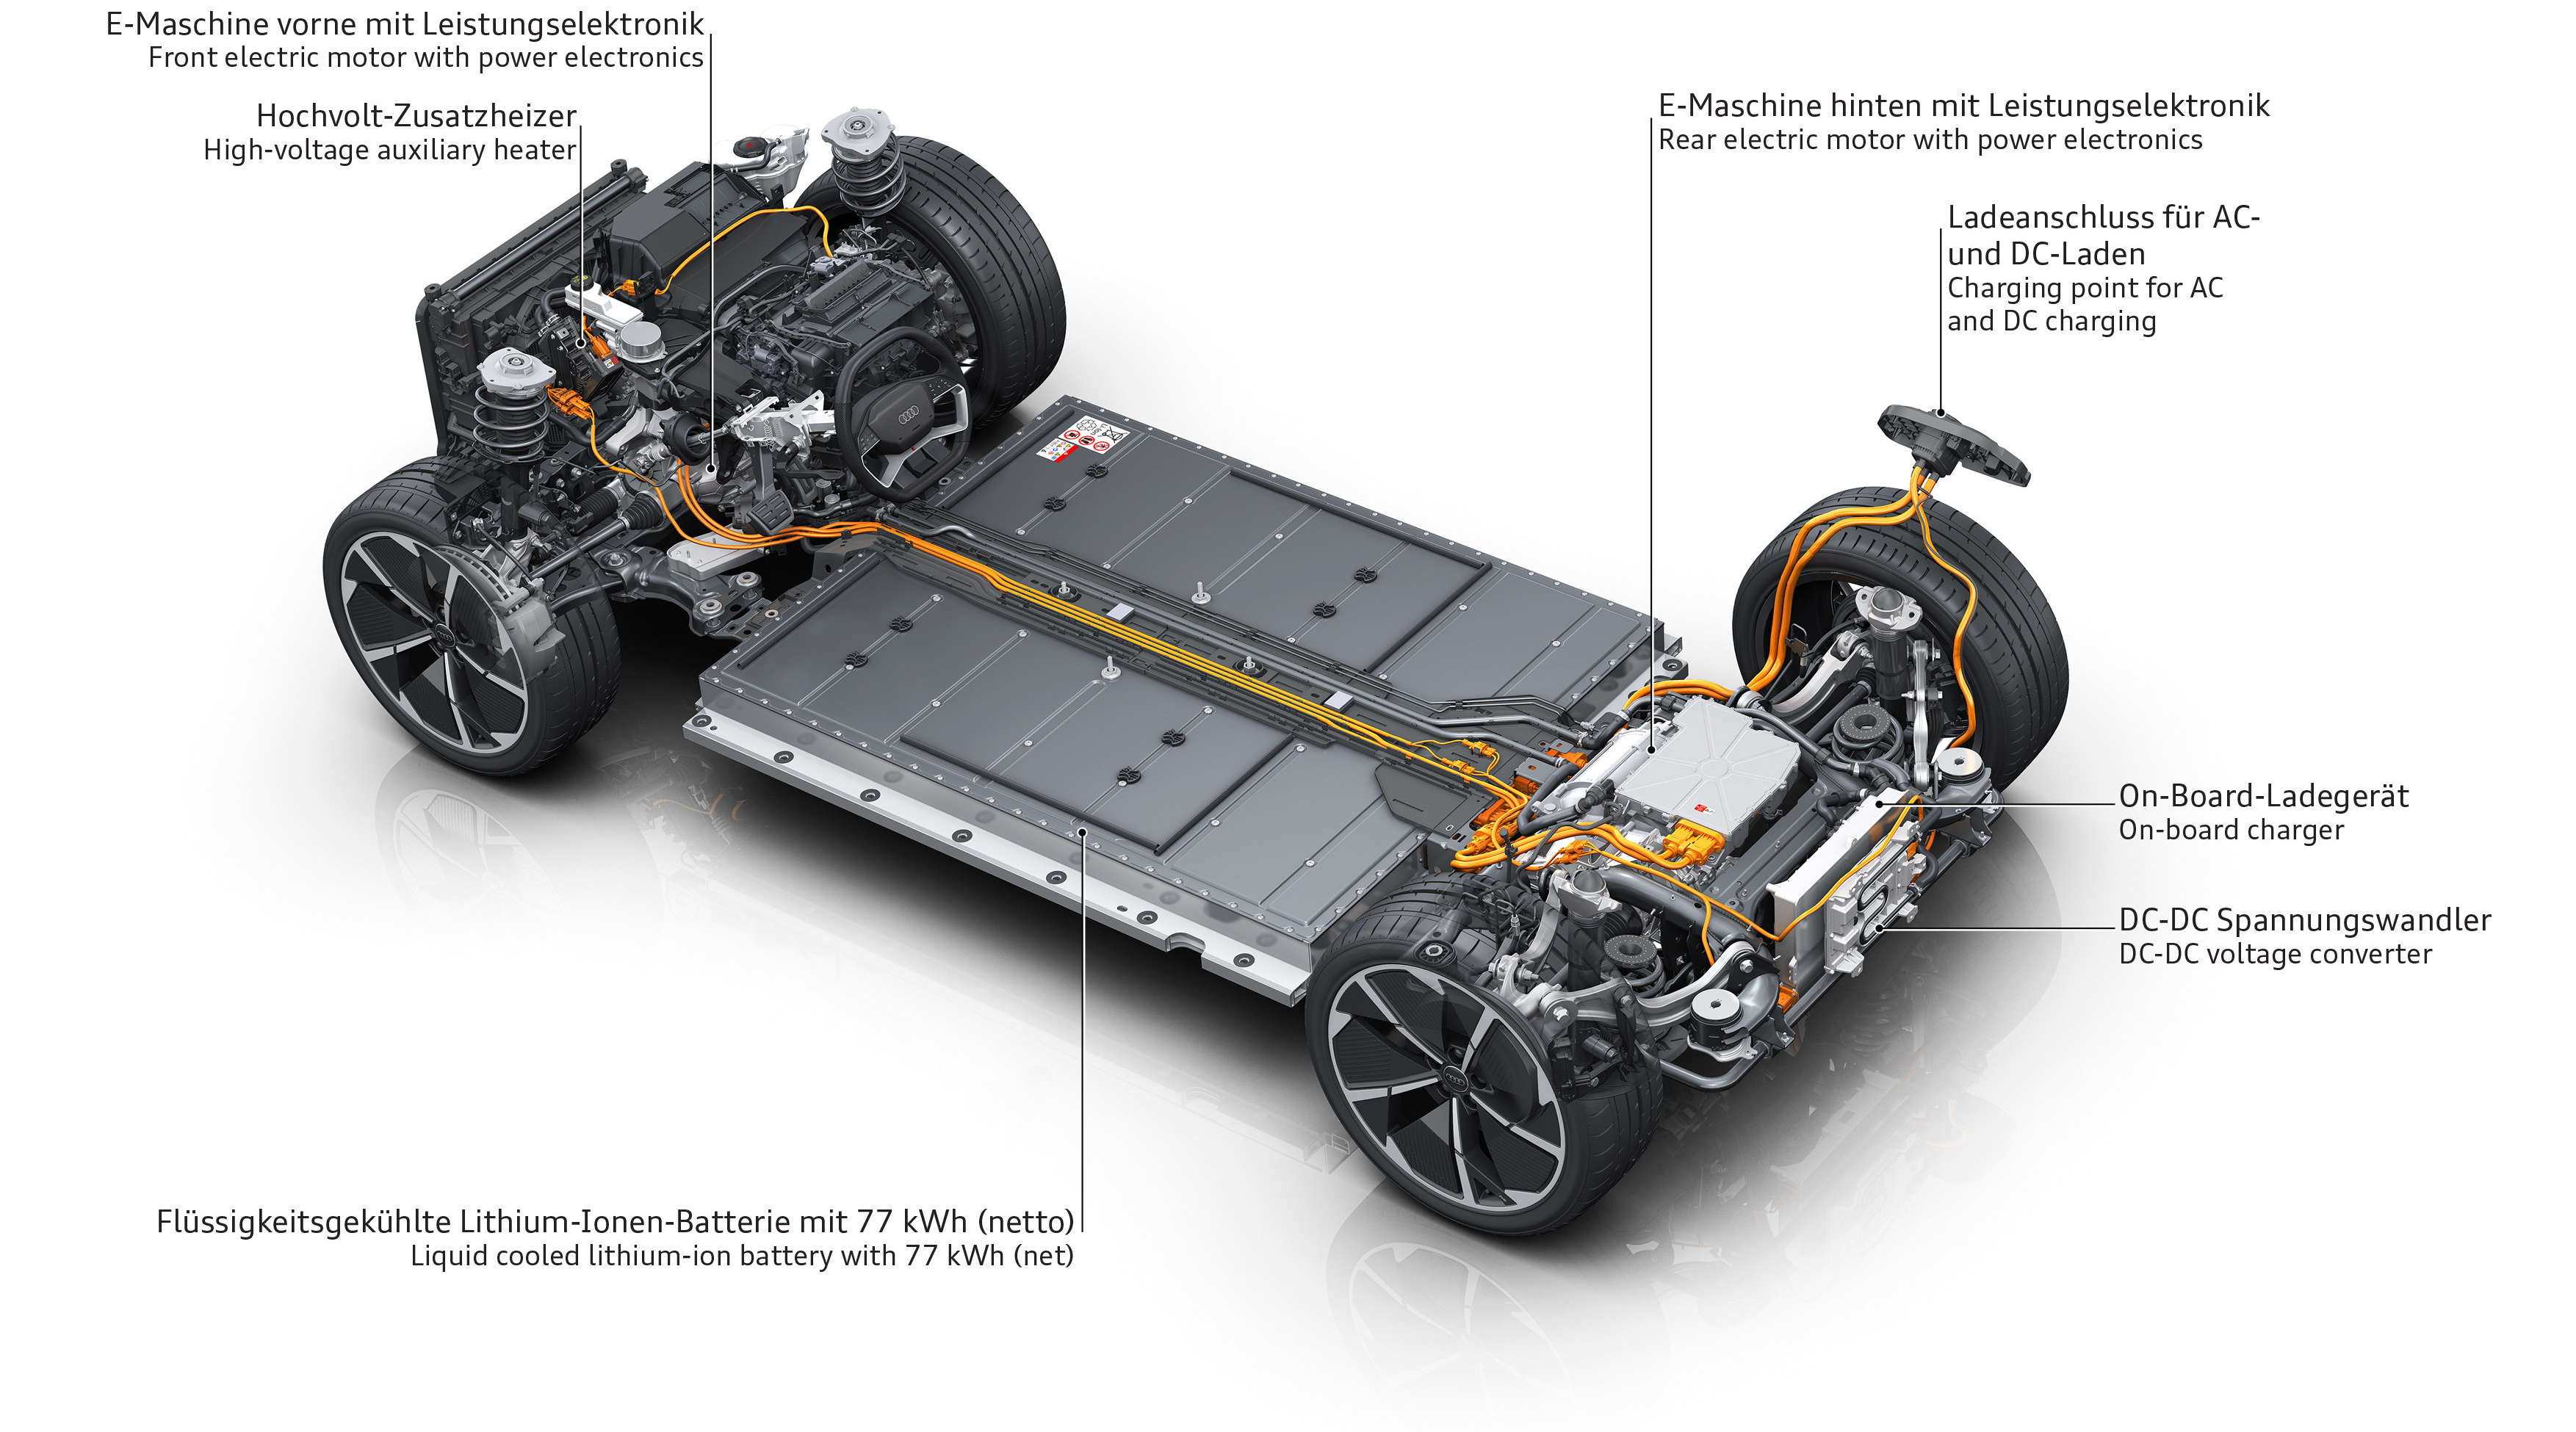 E-Maschine vorne mit Leistungselektronik
Front electric motor with power electronics
Hochvolt-Zusatzheizer
High-voltage auxiliary heater
E-Maschine hinten mit Leistungselektronik
Rear electric motor with power electronics
Ladeanschluss für AC-
und DC-Laden
Charging point for AC
and DC charging
On-Board-Ladegerät
On-board charger
DC-DC Spannungswandler
DC-DC voltage converter
Flüssigkeitsgekühlte Lithium-Ionen-Batterie mit 77 kWh (netto)
Liquid cooled lithium-ion battery with 77 kWh (net)